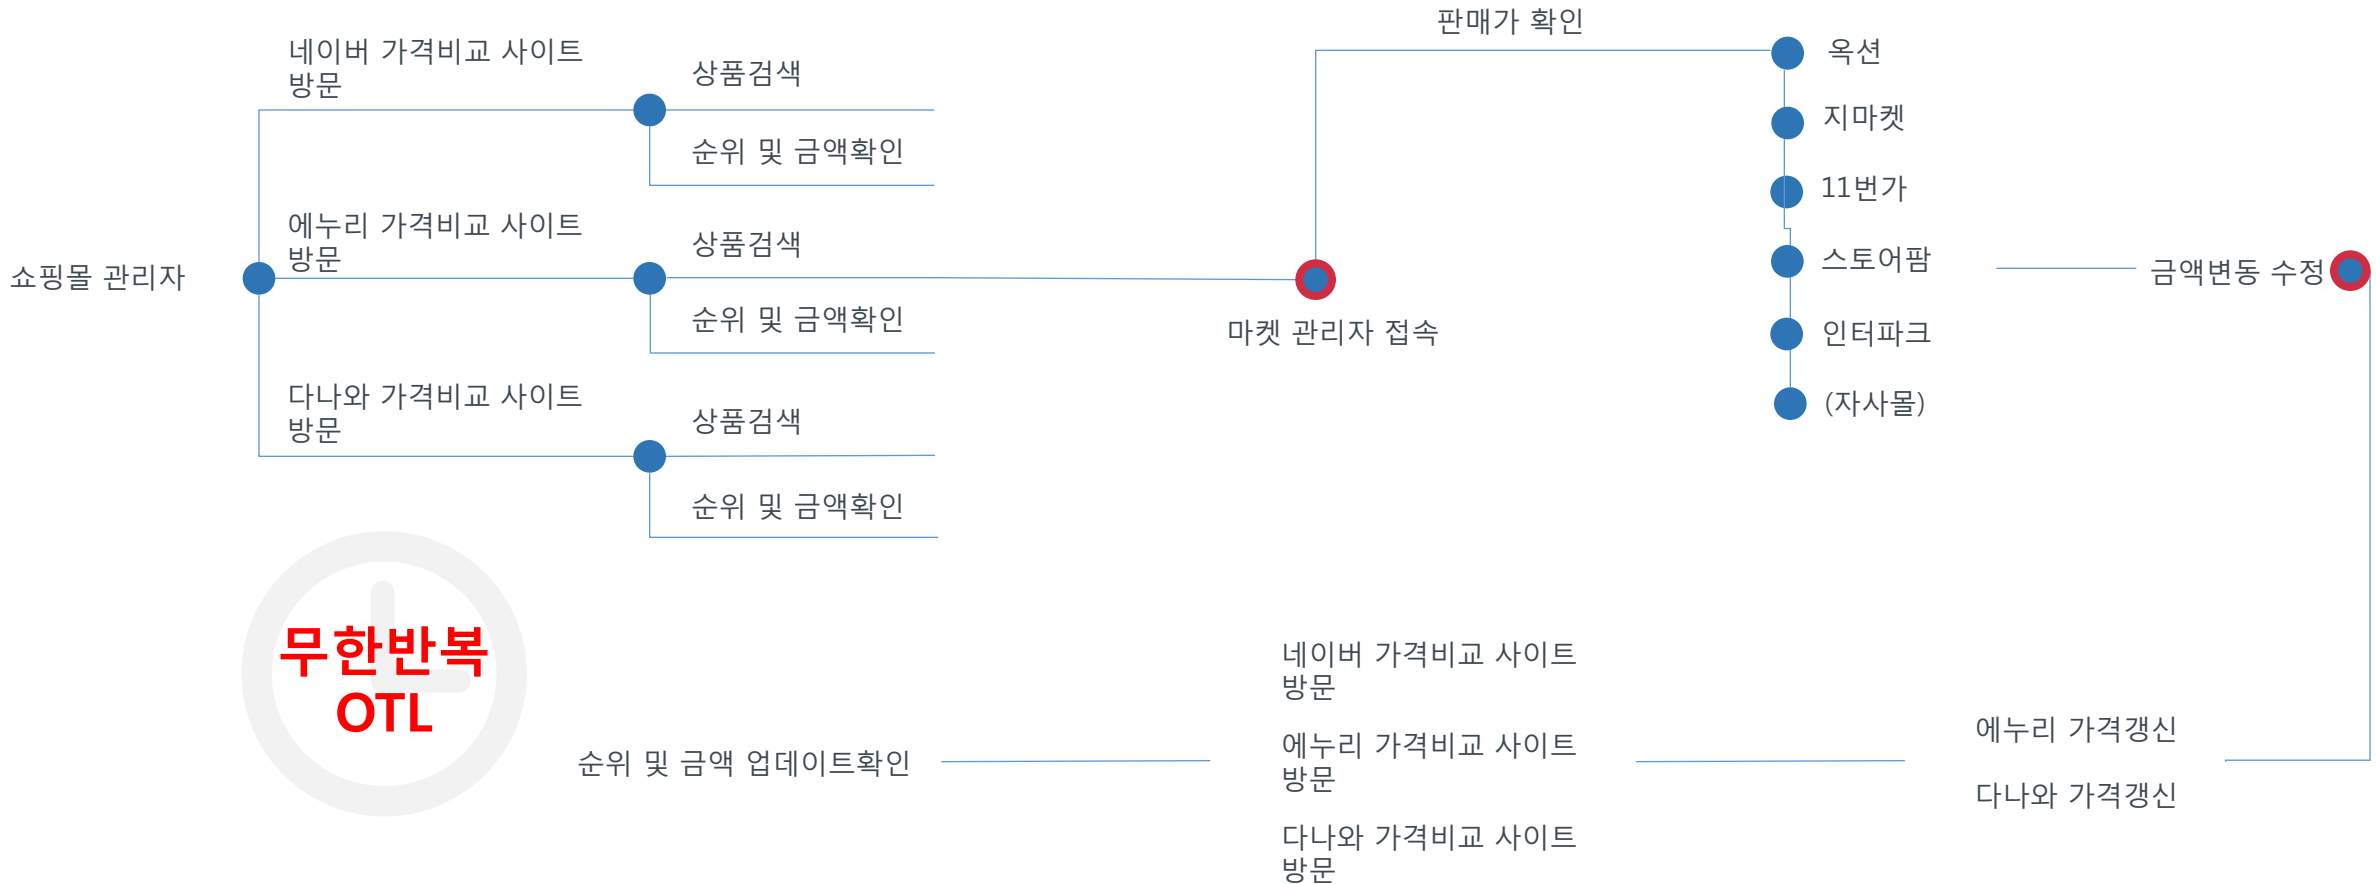 쇼핑몰 관리자
네이버 가격비교 사이트
방문
상품검색
순위 및 금액확인
에누리 가격비교 사이트
방문
상품검색
순위 및 금액확인
다나와 가격비교 사이트
방문
상품검색
순위 및 금액확인
마켓 관리자 접속
판매가 확인
옥션
지마켓
11번가
스토어팜
인터파크
(자사몰)
금액변동 수정
에누리 가격갱신
다나와 가격갱신
네이버 가격비교 사이트
방문
에누리 가격비교 사이트
방문
다나와 가격비교 사이트
방문
순위 및 금액 업데이트확인
무한반복
OTL